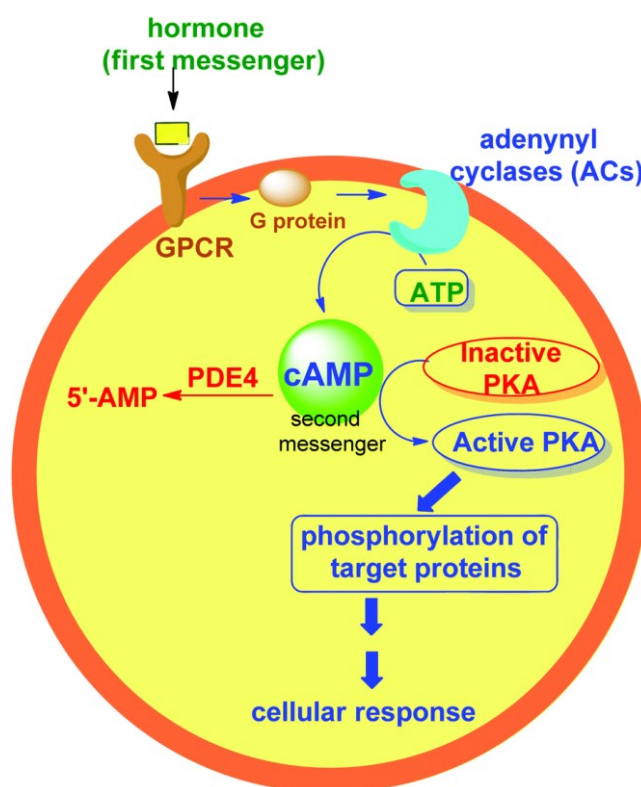 hormone
(first messenger)
adenynyl
cyclases (ACs)
G protein
GPCR
ATP
cAMP
second
messenger
PDE4
5'-AMP
Inactive
PKA
Active PKA
phosphorylation of
target proteins
cellular response